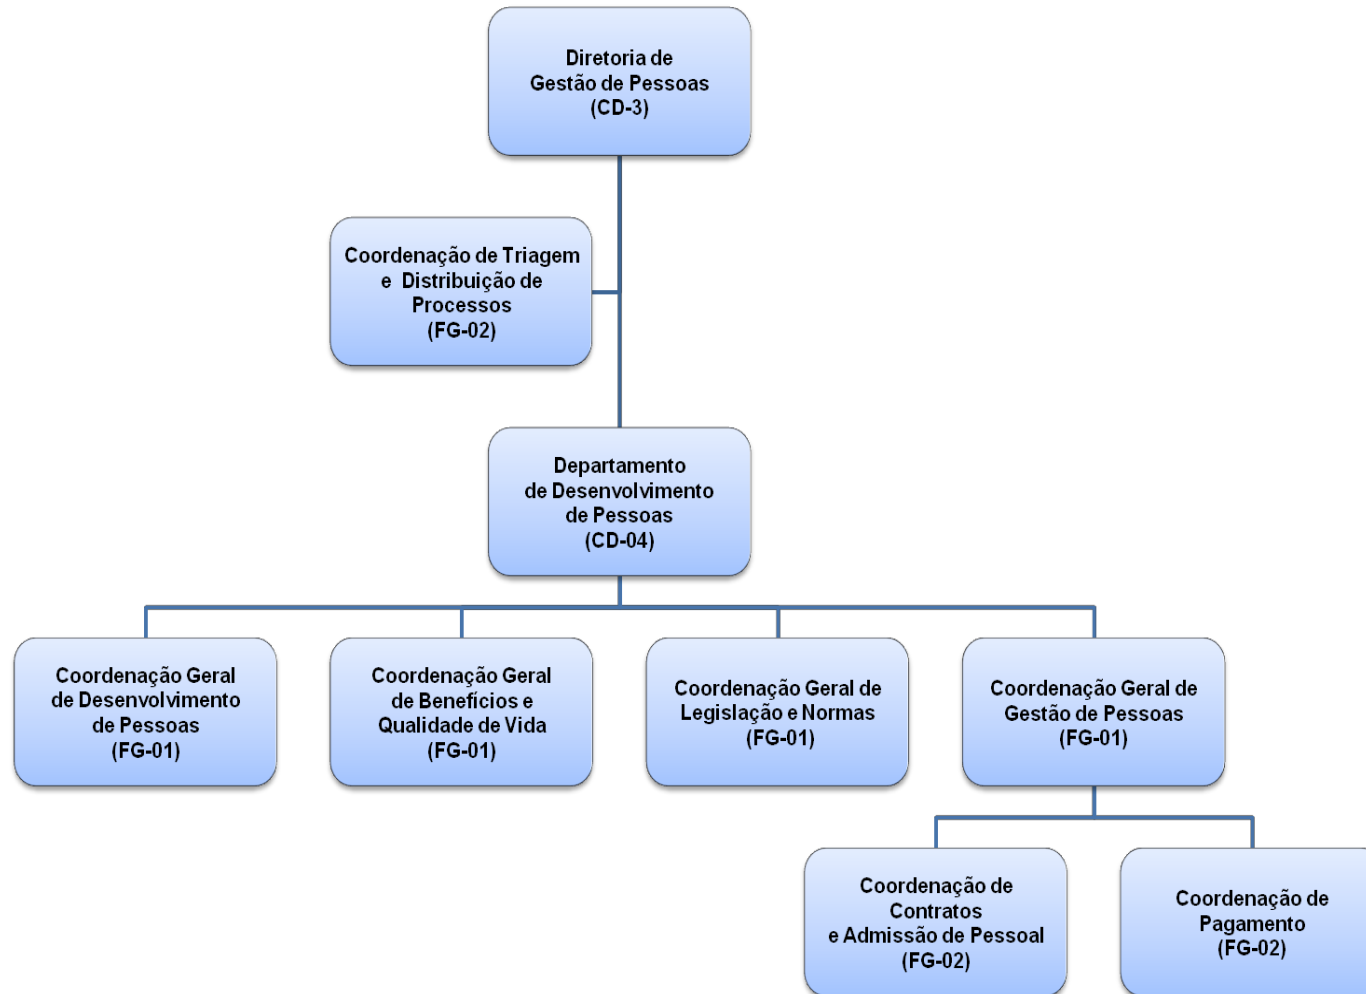 Diretoria de
Gestão de Pessoas
(CD-3)
Coordenação de Triagem
e Distribuição de
Processos
(FG-02)
Departamento
de Desenvolvimento
de Pessoas
(CD-04)
Coordenação Geral
de Desenvolvimento
de Pessoas
(FG-01)
Coordenação Geral
de Benefícios e
Qualidade de Vida
(FG-01)
Coordenação Geral de
Legislação e Normas
(FG-01)
Coordenação Geral de
Gestão de Pessoas
(FG-01)
Coordenação de
Contratos
e Admissão de Pessoal
(FG-02)
Coordenação de
Pagamento
(FG-02)